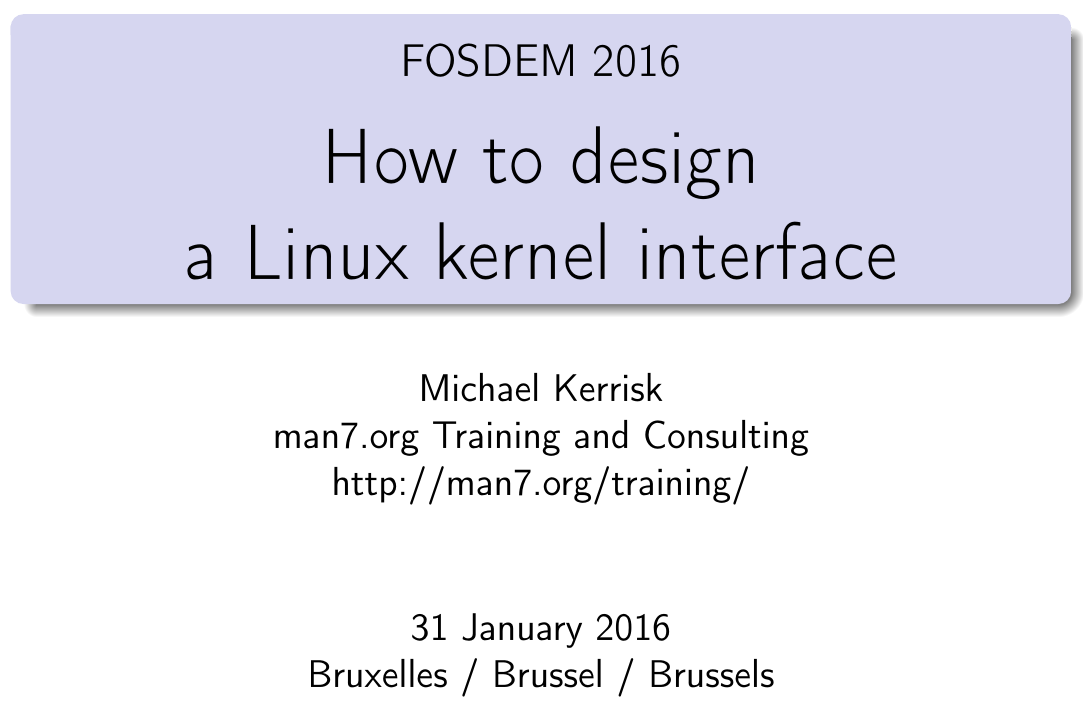 FOSDEM 2016
How to design
a Linux kernel interface
Michael Kerrisk
man7.org Training and Consulting
http://man7.org/training/
31 January 2016
Bruxelles / Brussel / Brussels